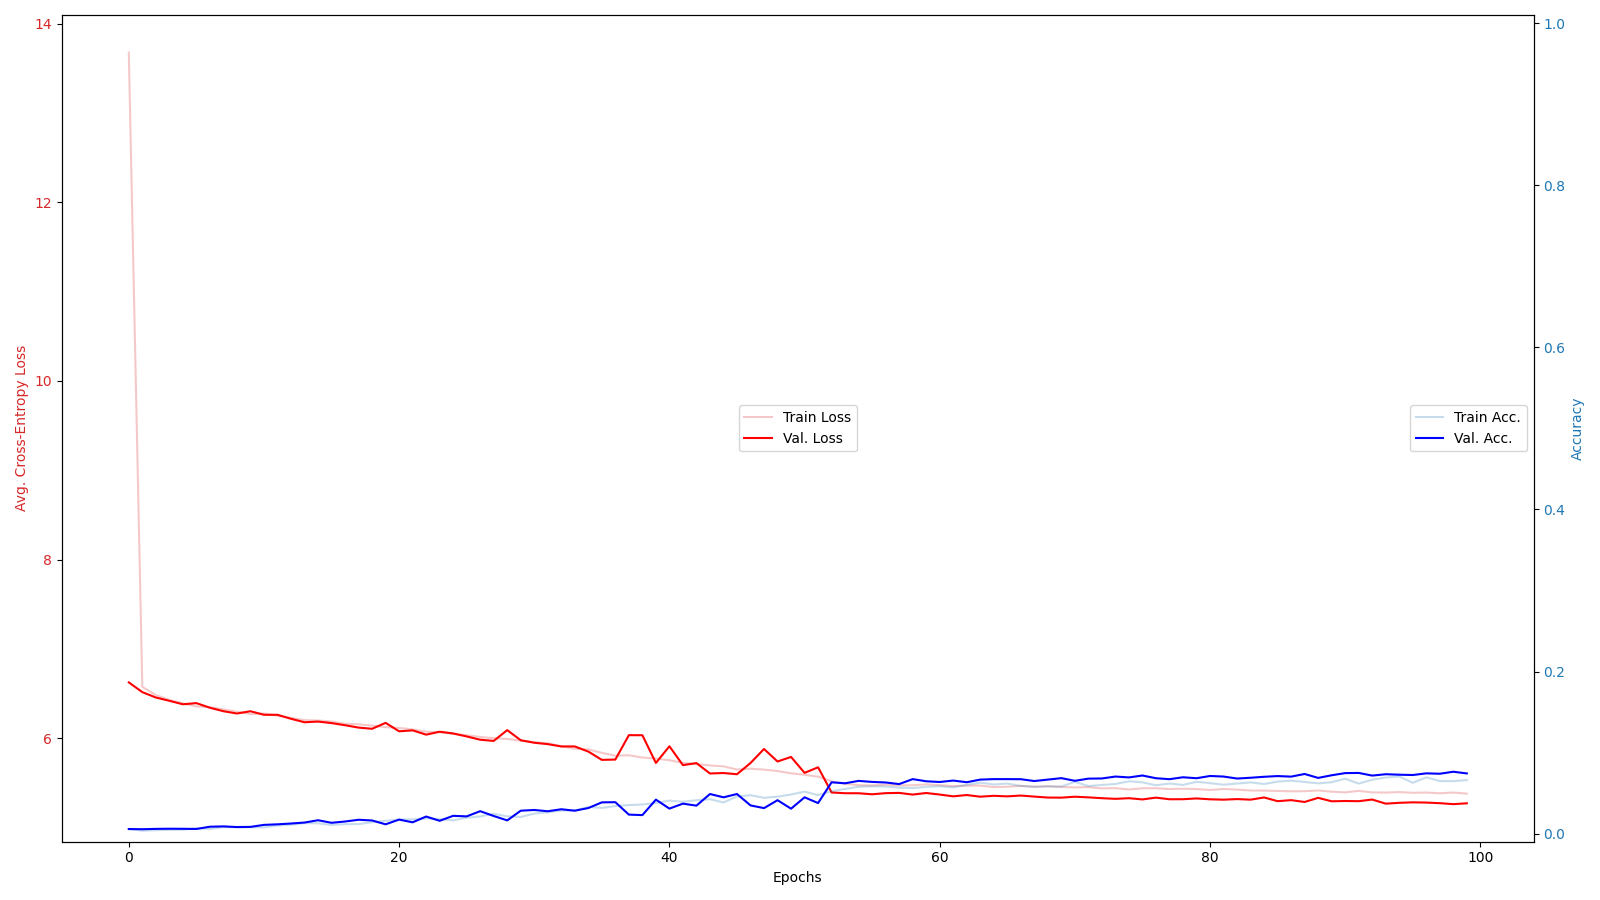 14
12
10
8
6
Avg. Cross-Entropy Loss
Train Loss
Val. Loss
Train Acc.
Val. Acc.
1.0
0.8
0.6
0.4
0.2
0.0
Accuracy
0 20 40 60 80 100
Epochs